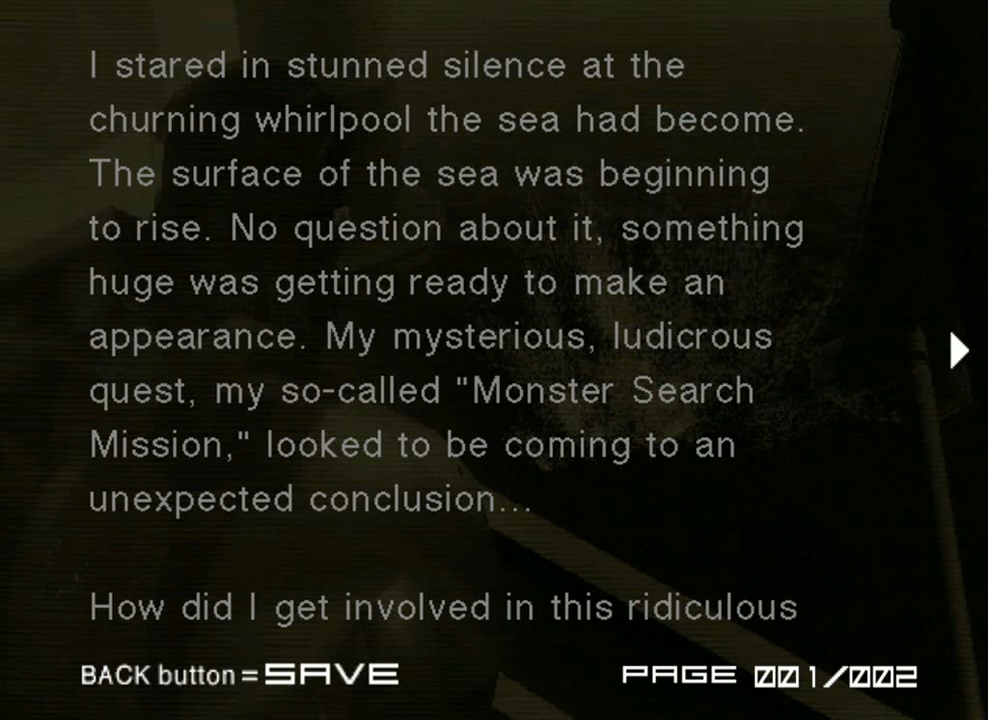 I stared in stunned silence at the
churning whirlpool the sea had become.
The surface of the sea was beginning
to rise. No question about it, something
huge was getting ready to make an
appearance. My mysterious, ludicrous
quest, my so-called "Monster Search
Mission," looked to be coming to an
unexpected conclusion...
How did I get involved in this ridiculous
BACK button = SAVE PAGE 001/002